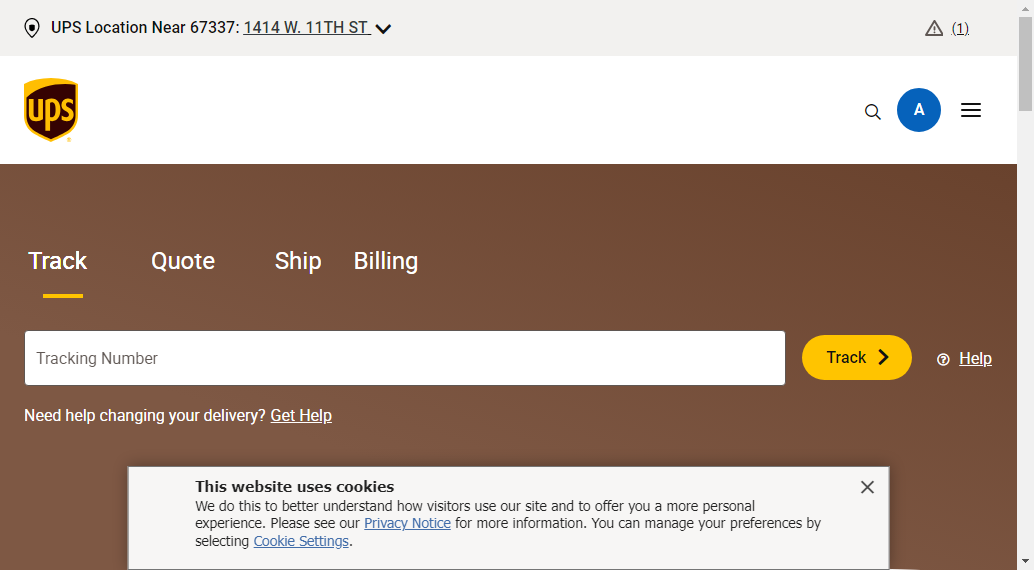 UPS Location Near 67337: 1414 W. 11TH ST
(1)
ups
A
Track Quote Ship Billing
Tracking Number
Track
Help
Need help changing your delivery? Get Help
This website uses cookies
We do this to better understand how visitors use our site and to offer you a more personal
experience. Please see our Privacy Notice for more information. You can manage your preferences by
selecting Cookie Settings.